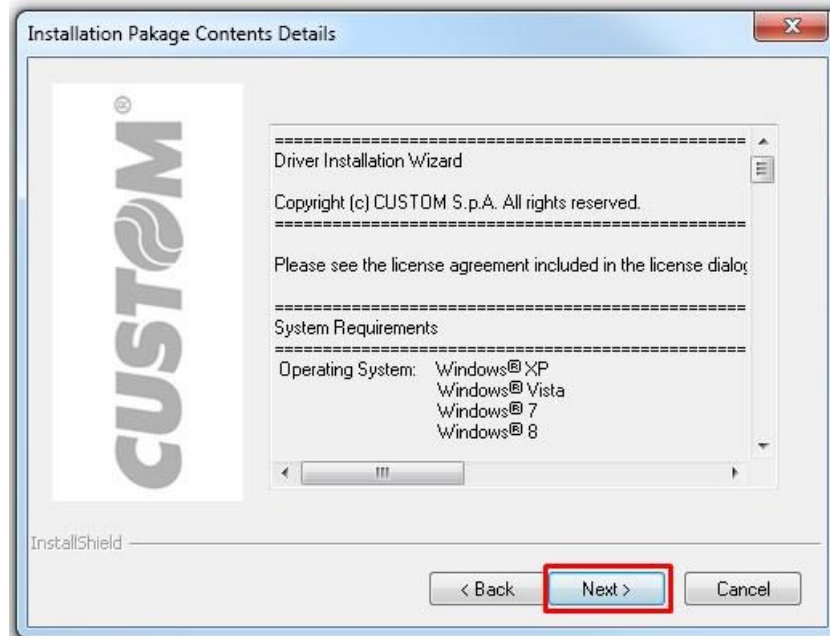 Installation Pakage Contents Details
CUSTOM®
=================================================
Driver Installation Wizard
Copyright (c) CUSTOM S.p.A. All rights reserved.
=================================================
Please see the license agreement included in the license dialog
=================================================
System Requirements
=================================================
Operating System: Windows® XP
Windows® Vista
Windows® 7
Windows® 8
InstallShield
< Back
Next >
Cancel